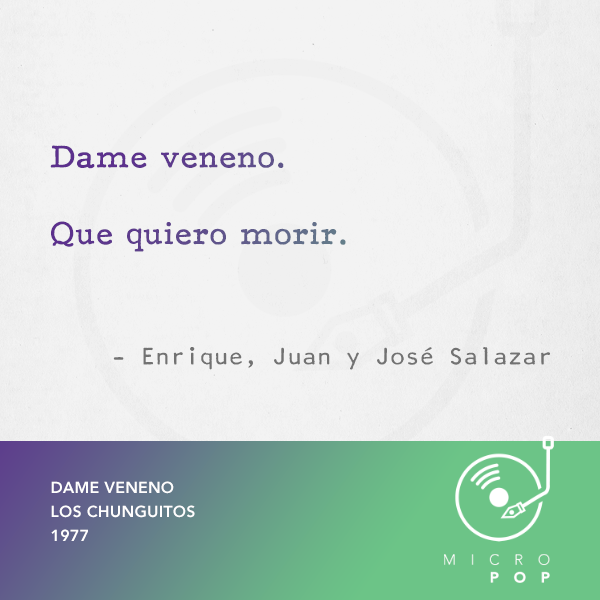 Dame veneno.
Que quiero morir.
– Enrique, Juan y José Salazar
DAME VENENO
LOS CHUNGUITOS
1977
MICRO
POP